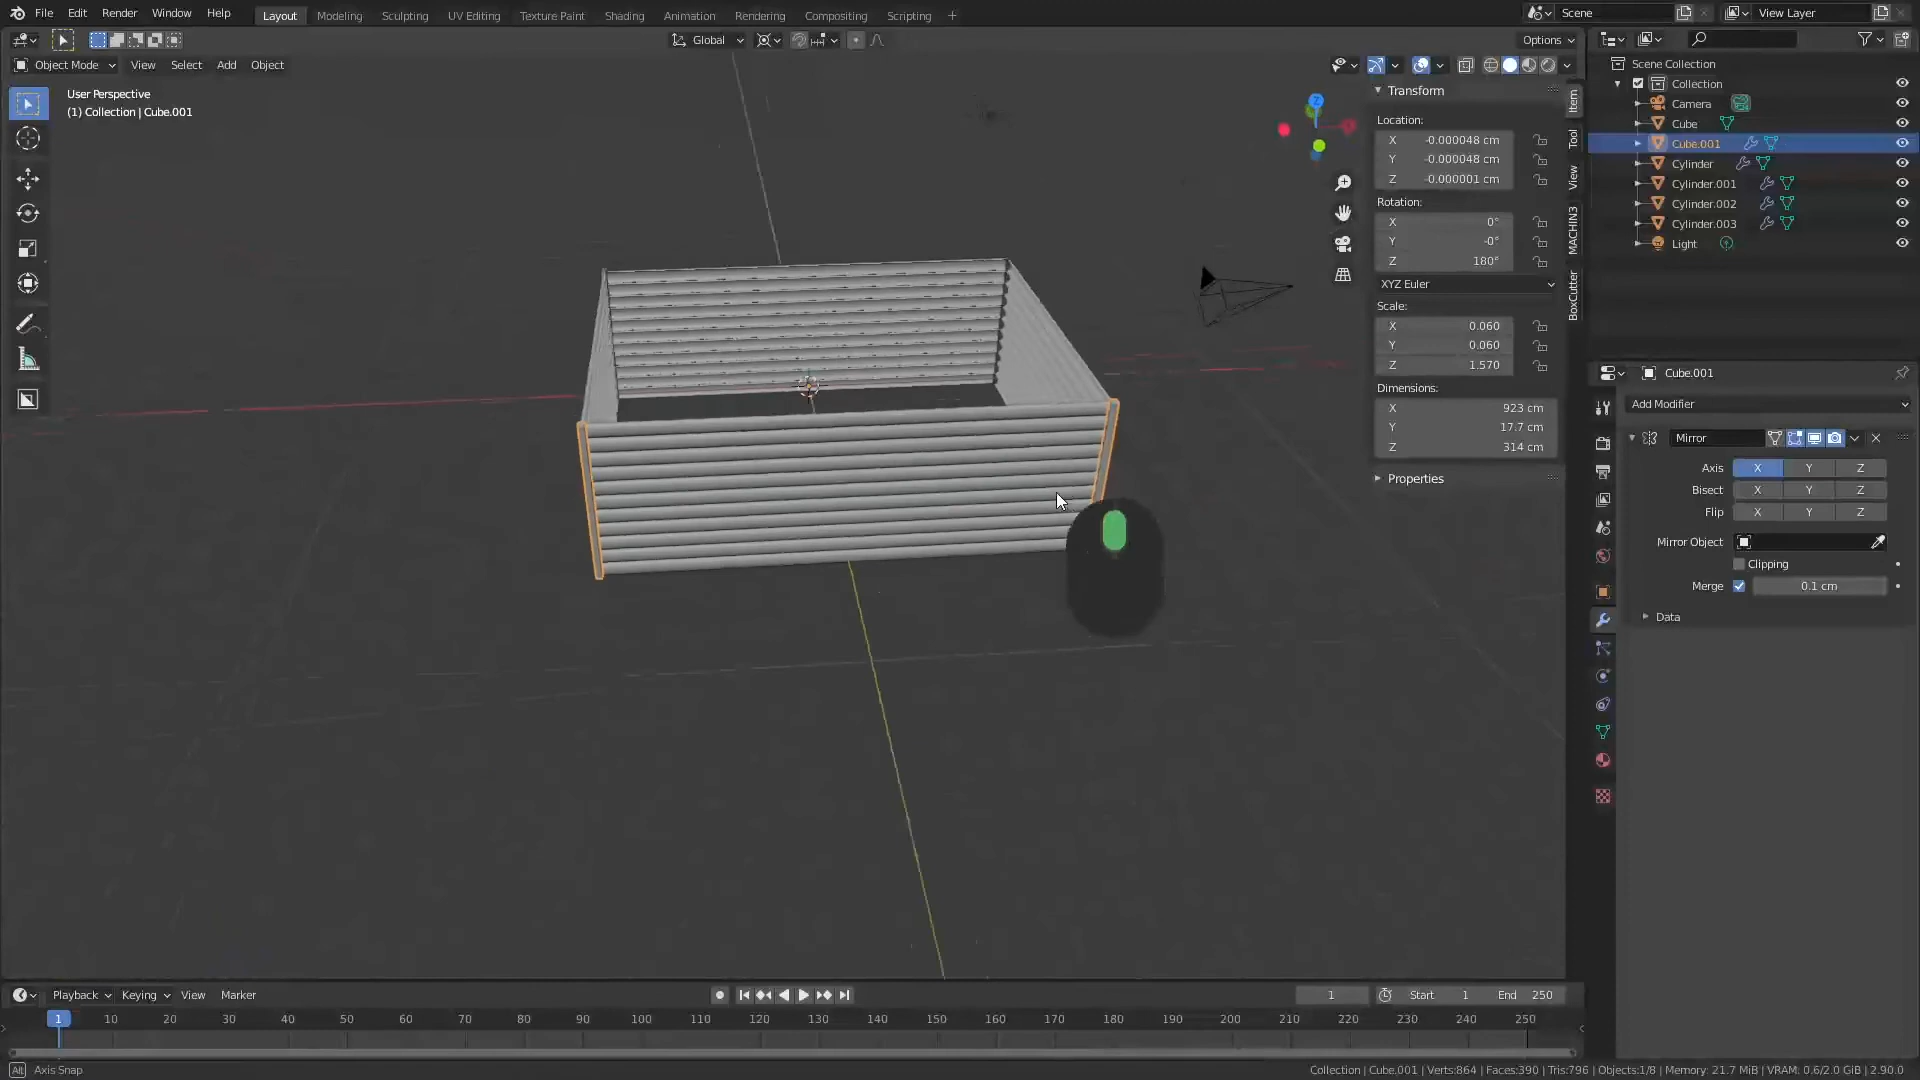 File Edit Render Window Help Layout Modeling Sculpting UV Editing Texture Paint Shading Animation Rendering Compositing Scripting + Scene View Layer
Global Options
Object Mode View Select Add Object
User Perspective
(1) Collection | Cube.001
Transform
Location:
X -0.000048 cm
Y -0.000048 cm
Z -0.000001 cm
Rotation:
X 0°
Y -0°
Z 180°
XYZ Euler
Scale:
X 0.060
Y 0.060
Z 1.570
Dimensions:
X 923 cm
Y 17.7 cm
Z 314 cm
Properties
Item
Tool
View
MACHIN3
BoxCutter
Z
Scene Collection
Collection
Camera
Cube
Cube.001
Cylinder
Cylinder.001
Cylinder.002
Cylinder.003
Light
Cube.001
Add Modifier
Mirror
Axis X Y Z
Bisect X Y Z
Flip X Y Z
Mirror Object
Clipping
Merge 0.1 cm
Data
Playback Keying View Marker 1 Start 1 End 250
1 10 20 30 40 50 60 70 80 90 100 110 120 130 140 150 160 170 180 190 200 210 220 230 240 250
Alt Axis Snap Collection | Cube.001 | Verts:864 | Faces:390 | Tris:796 | Objects:1/8 | Memory: 21.7 MiB | VRAM: 0.6/2.0 GiB | 2.90.0